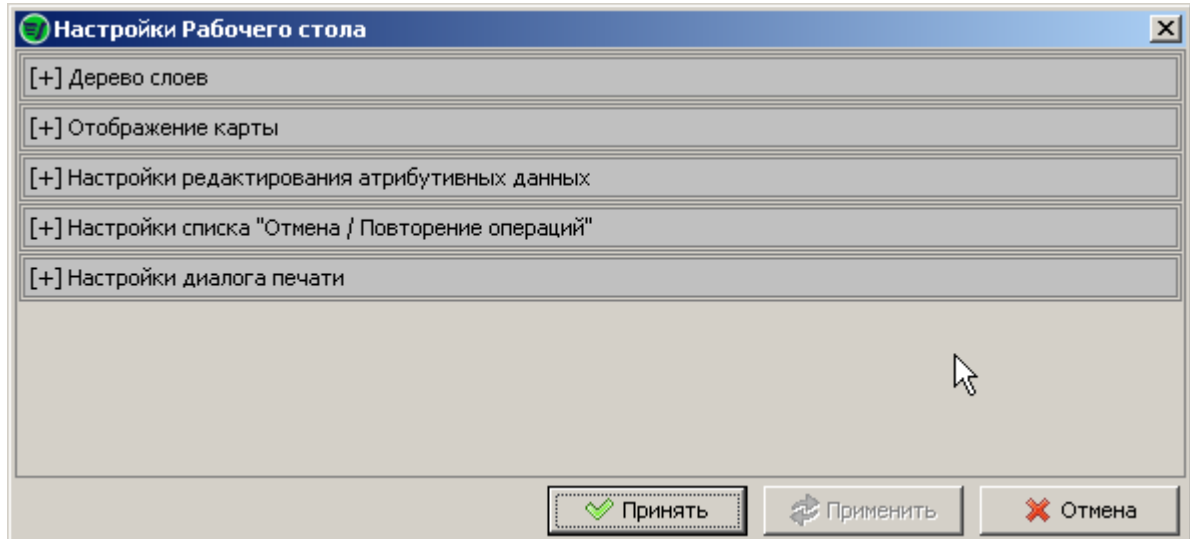 Настройки Рабочего стола
[+] Дерево слоев
[+] Отображение карты
[+] Настройки редактирования атрибутивных данных
[+] Настройки списка "Отмена / Повторение операций"
[+] Настройки диалога печати
Принять Применить Отмена